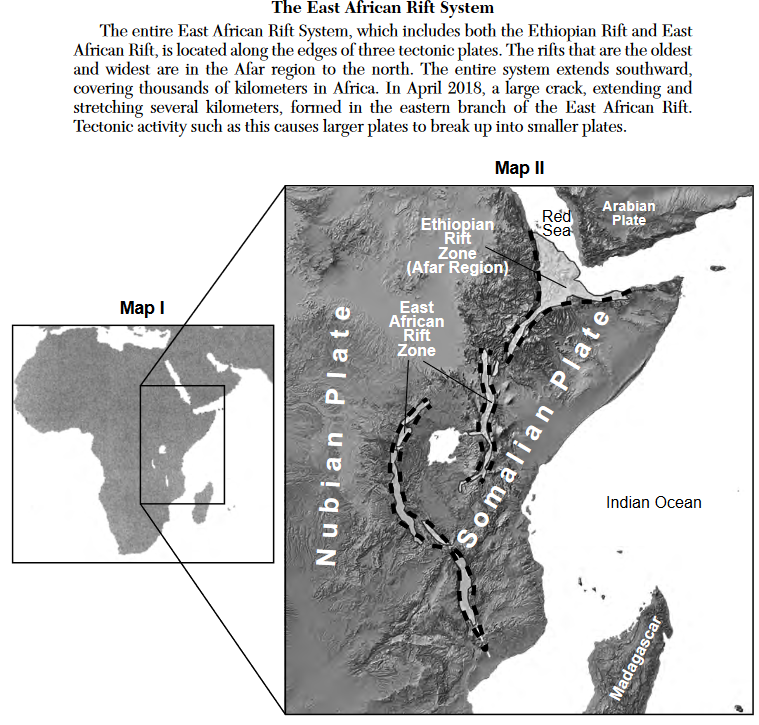 The East African Rift System
The entire East African Rift System, which includes both the Ethiopian Rift and East
African Rift, is located along the edges of three tectonic plates. The rifts that are the oldest
and widest are in the Afar region to the north. The entire system extends southward,
covering thousands of kilometers in Africa. In April 2018, a large crack, extending and
stretching several kilometers, formed in the eastern branch of the East African Rift.
Tectonic activity such as this causes larger plates to break up into smaller plates.
Map II
Red
Sea
Arabian
Plate
Ethiopian
Rift
Zone
(Afar Region)
Map I
East
African
Rift
Zone
Nubian Plate
Somalian Plate
Indian Ocean
Madagascar